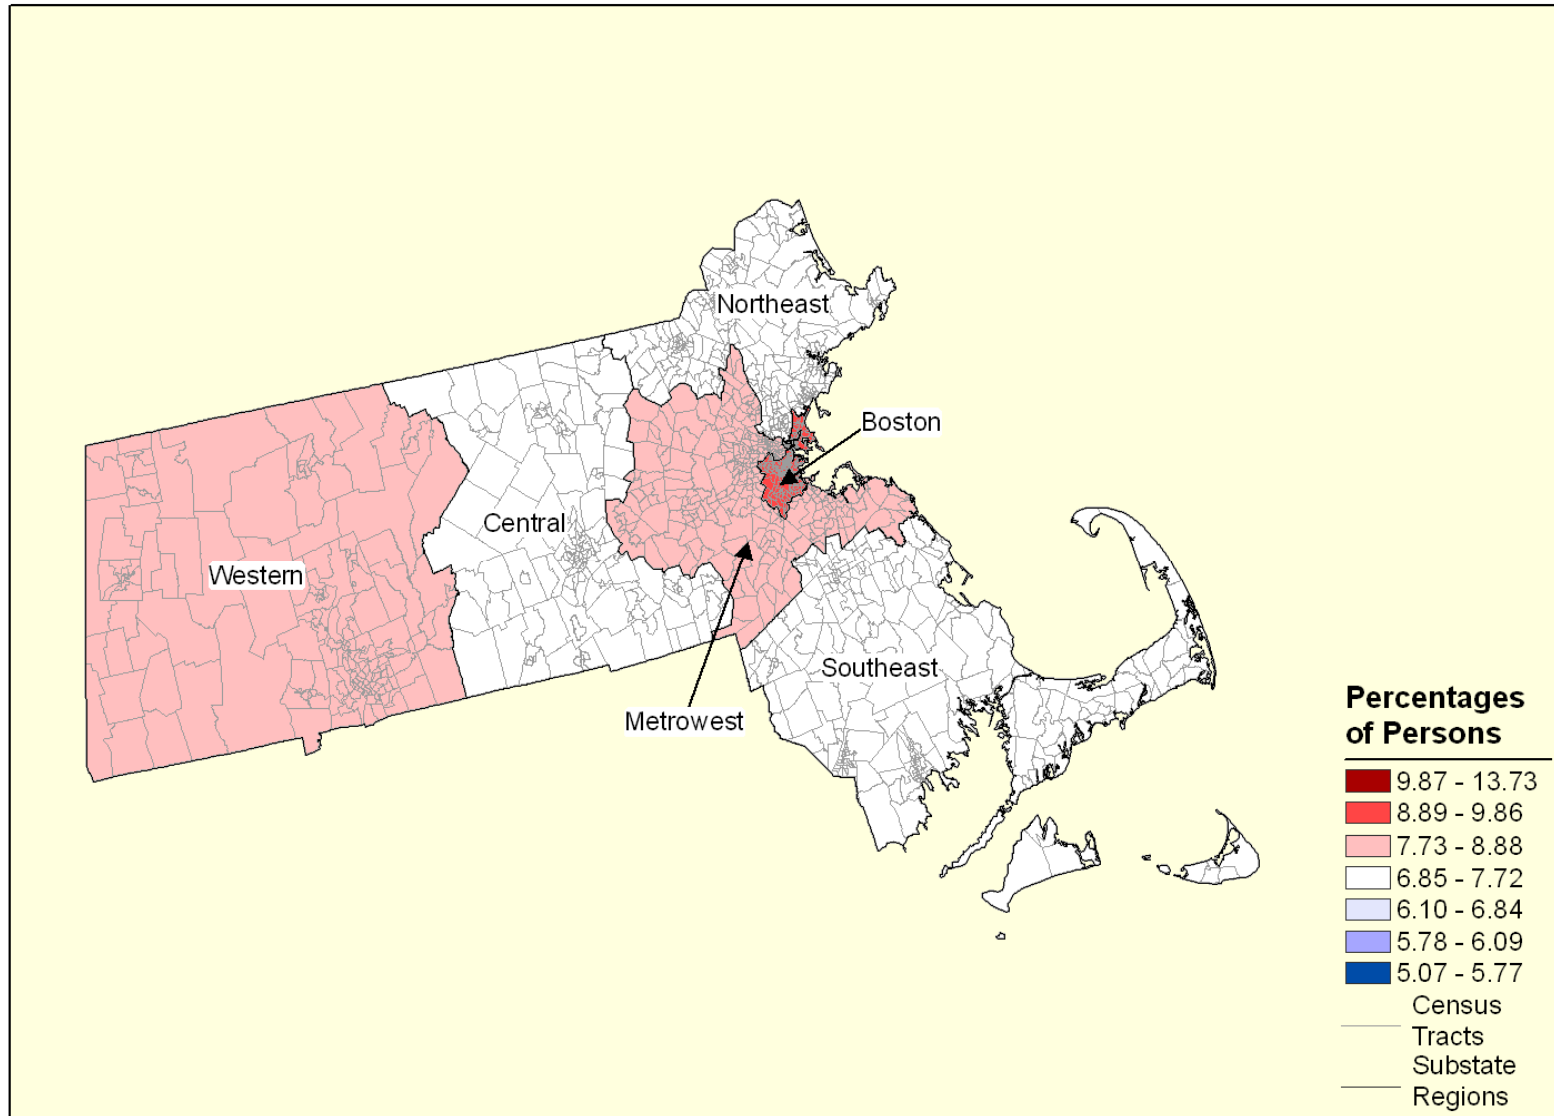 Northeast
Boston
Central
Western
Southeast
Metrowest
Percentages
of Persons
9.87 - 13.73
8.89 - 9.86
7.73 - 8.88
6.85 - 7.72
6.10 - 6.84
5.78 - 6.09
5.07 - 5.77
Census
Tracts
Substate
Regions